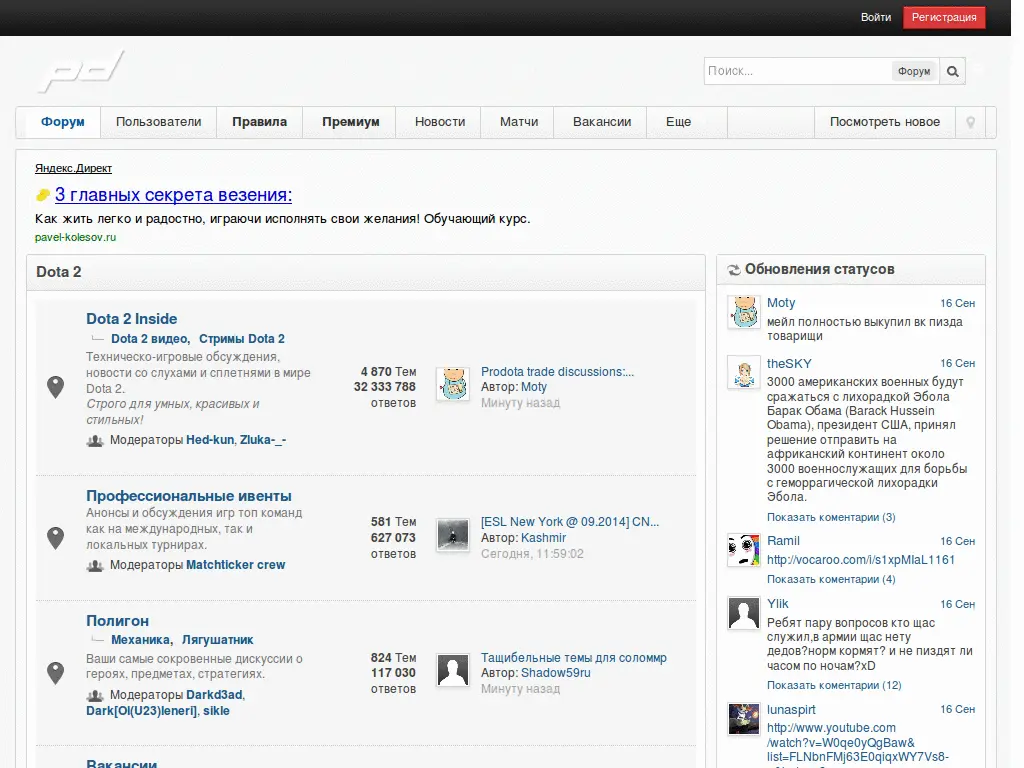 Войти
Регистрация
pd
Поиск...
Форум
Форум
Пользователи
Правила
Премиум
Новости
Матчи
Вакансии
Еще
Посмотреть новое
Яндекс.Директ
3 главных секрета везения:
Как жить легко и радостно, играючи исполнять свои желания! Обучающий курс.
pavel-kolesov.ru
Dota 2
Dota 2 Inside
Dota 2 видео, Стримы Dota 2
Техническо-игровые обсуждения,
новости со слухами и сплетнями в мире
Dota 2.
Строго для умных, красивых и
стильных!
Модераторы Hed-kun, Zluka-_-
4 870 Тем
32 333 788
ответов
Prodota trade discussions:...
Автор: Moty
Минуту назад
Профессиональные ивенты
Анонсы и обсуждения игр топ команд
как на международных, так и
локальных турнирах.
Модераторы Matchticker crew
581 Тем
627 073
ответов
[ESL New York @ 09.2014] CN...
Автор: Kashmir
Сегодня, 11:59:02
Полигон
Механика, Лягушатник
Ваши самые сокровенные дискуссии о
героях, предметах, стратегиях.
Модераторы Darkd3ad,
Dark[Ol(U23)leneri], sikle
824 Тем
117 030
ответов
Тащибельные темы для соломмр
Автор: Shadow59ru
Минуту назад
Вакансии
Обновления статусов
Moty
16 Сен
мейл полностью выкупил вк пизда
товарищи
theSKY
16 Сен
3000 американских военных будут
сражаться с лихорадкой Эбола
Барак Обама (Barack Hussein
Obama), президент США, принял
решение отправить на
африканский континент около
3000 военнослужащих для борьбы
с геморрагической лихорадки
Эбола.
Показать коментарии (3)
Ramil
16 Сен
http://vocaroo.com/i/s1xpMIaL1161
Показать коментарии (4)
Ylik
16 Сен
Ребят пару вопросов кто щас
служил,в армии щас нету
дедов?норм кормят? и не пиздят ли
часом по ночам?xD
Показать коментарии (12)
lunaspirt
16 Сен
http://www.youtube.com
/watch?v=W0qe0yQgBaw&
list=FLNbnFMj63E0qiqxWY7Vs8-